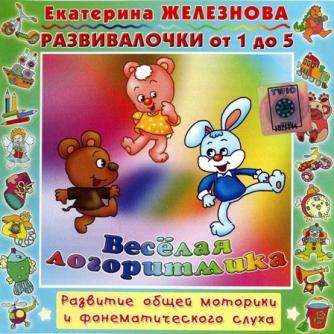 Екатерина ЖЕЛЕЗНОВА
РАЗВИВАЛОЧКИ от 1 до 5
Весёлая
логоритмика
Развитие общей моторики
и фонематического слуха